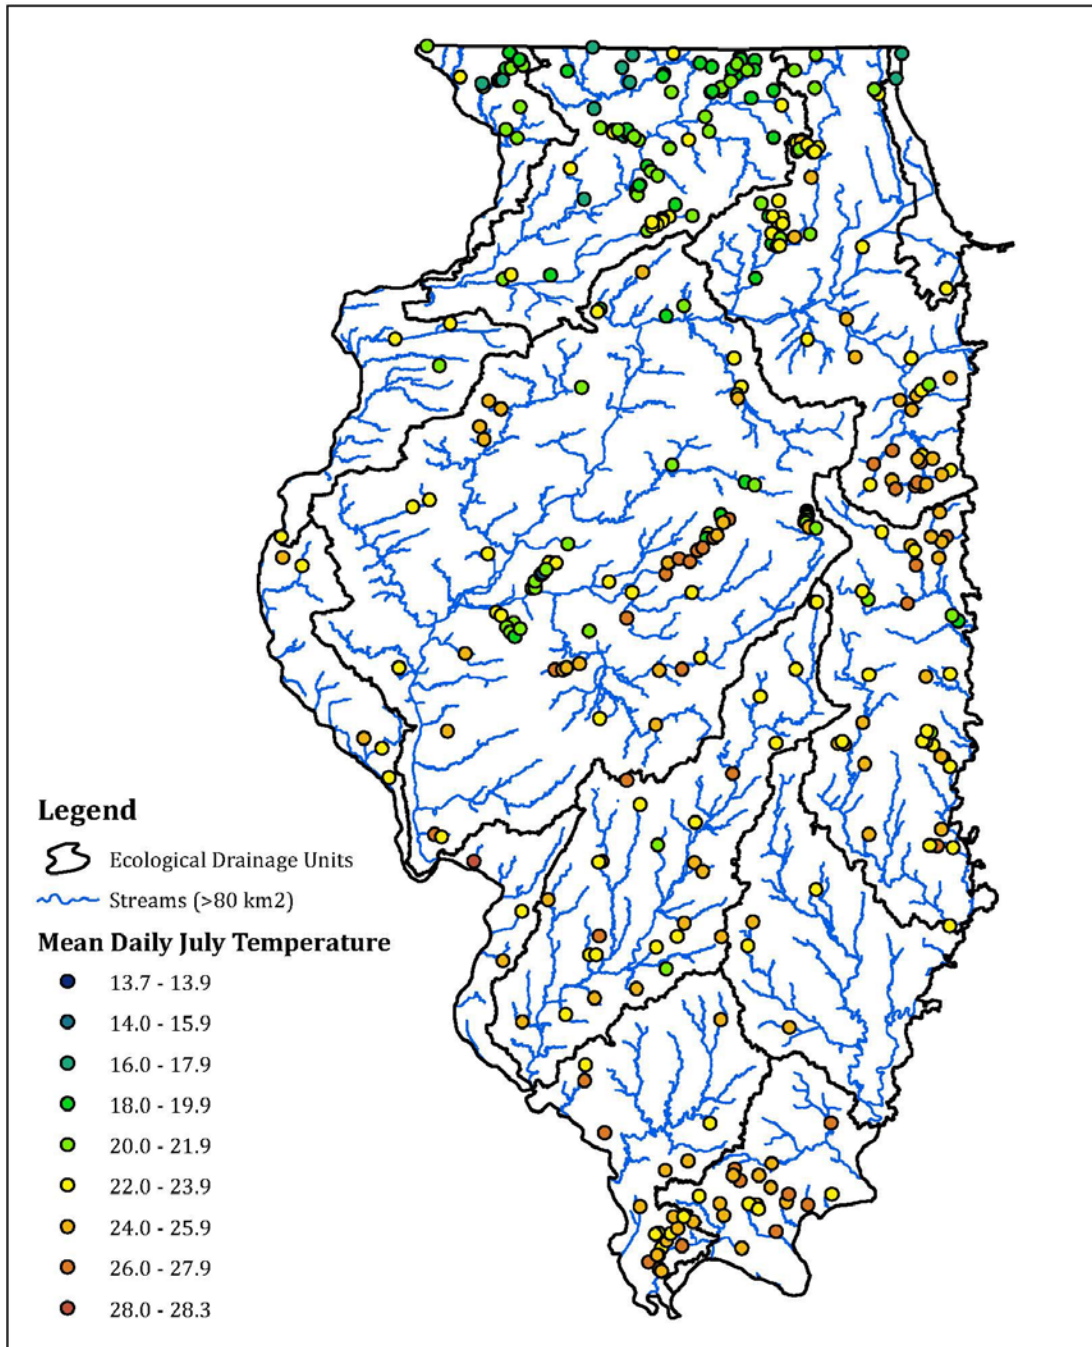 Legend
Ecological Drainage Units
Streams (>80 km2)
Mean Daily July Temperature
13.7 - 13.9
14.0 - 15.9
16.0 - 17.9
18.0 - 19.9
20.0 - 21.9
22.0 - 23.9
24.0 - 25.9
26.0 - 27.9
28.0 - 28.3